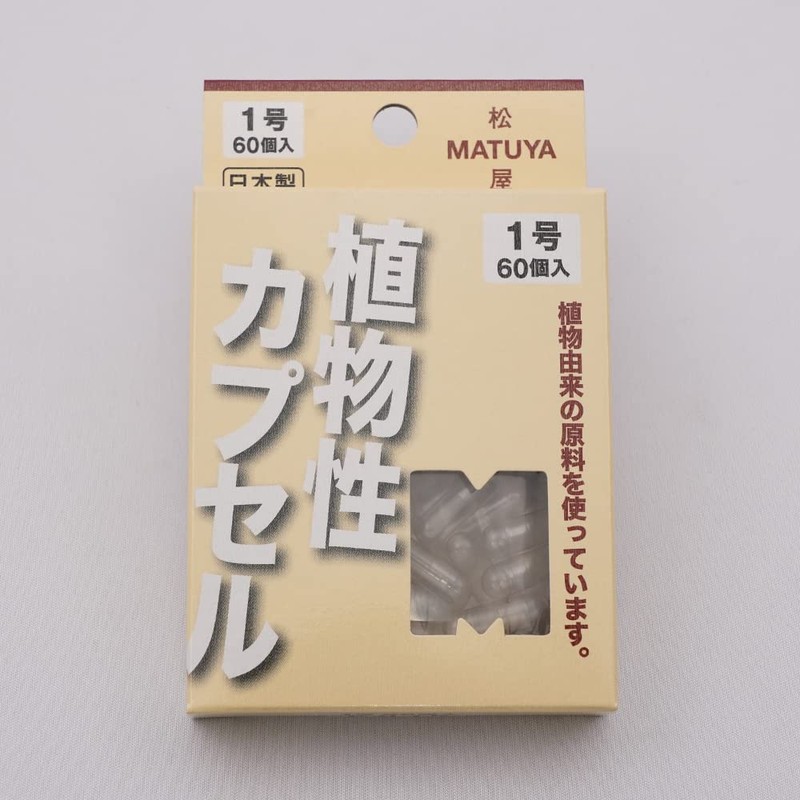 1号
60個入
日本製
松
MATUYA
屋
1号
60個入
植物性
カプセル
植物由来の原料を使っています。